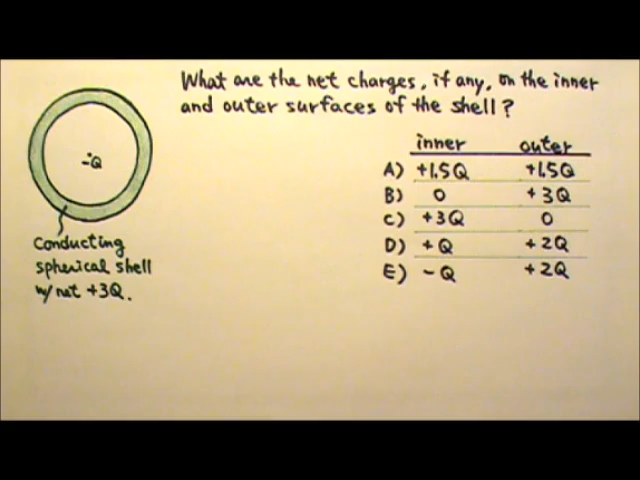 What are the net charges, if any, on the inner
and outer surfaces of the shell?
-Q
Conducting
spherical shell
w/ net +3Q.
inner outer
A) +1.5Q +1.5Q
B) 0 +3Q
C) +3Q 0
D) +Q +2Q
E) -Q +2Q